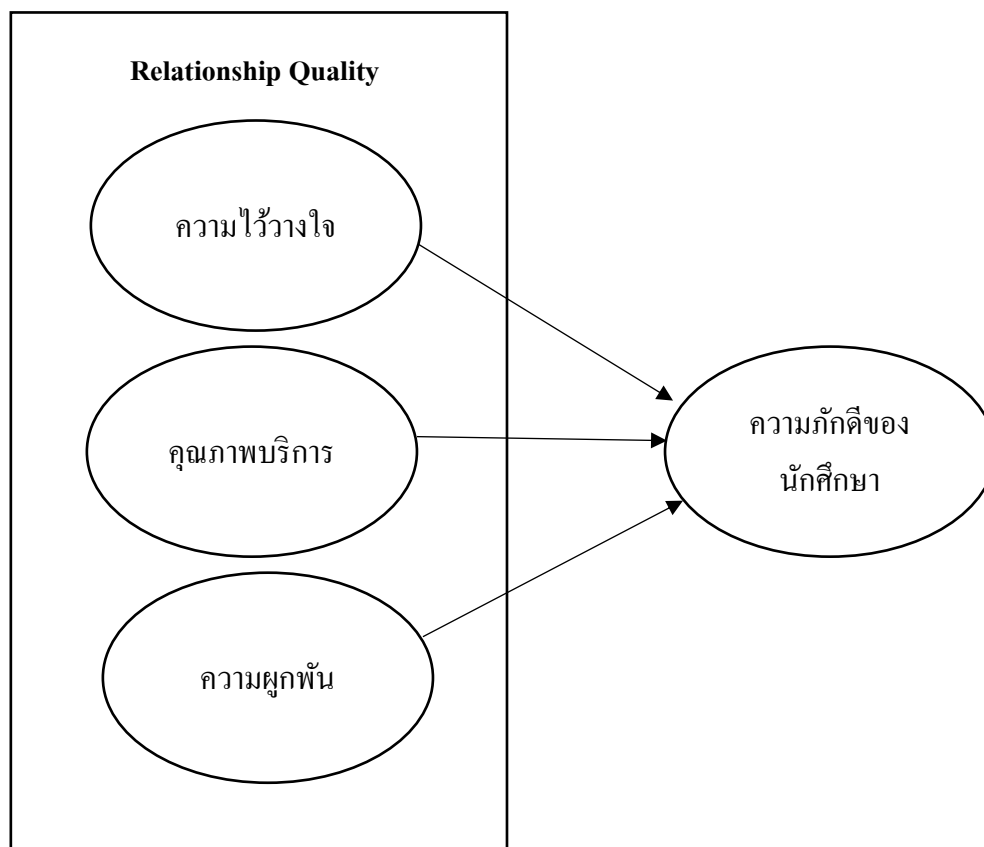 Relationship Quality
ความไว้วางใจ
คุณภาพบริการ
ความผูกพัน
ความภักดีของ
นักศึกษา